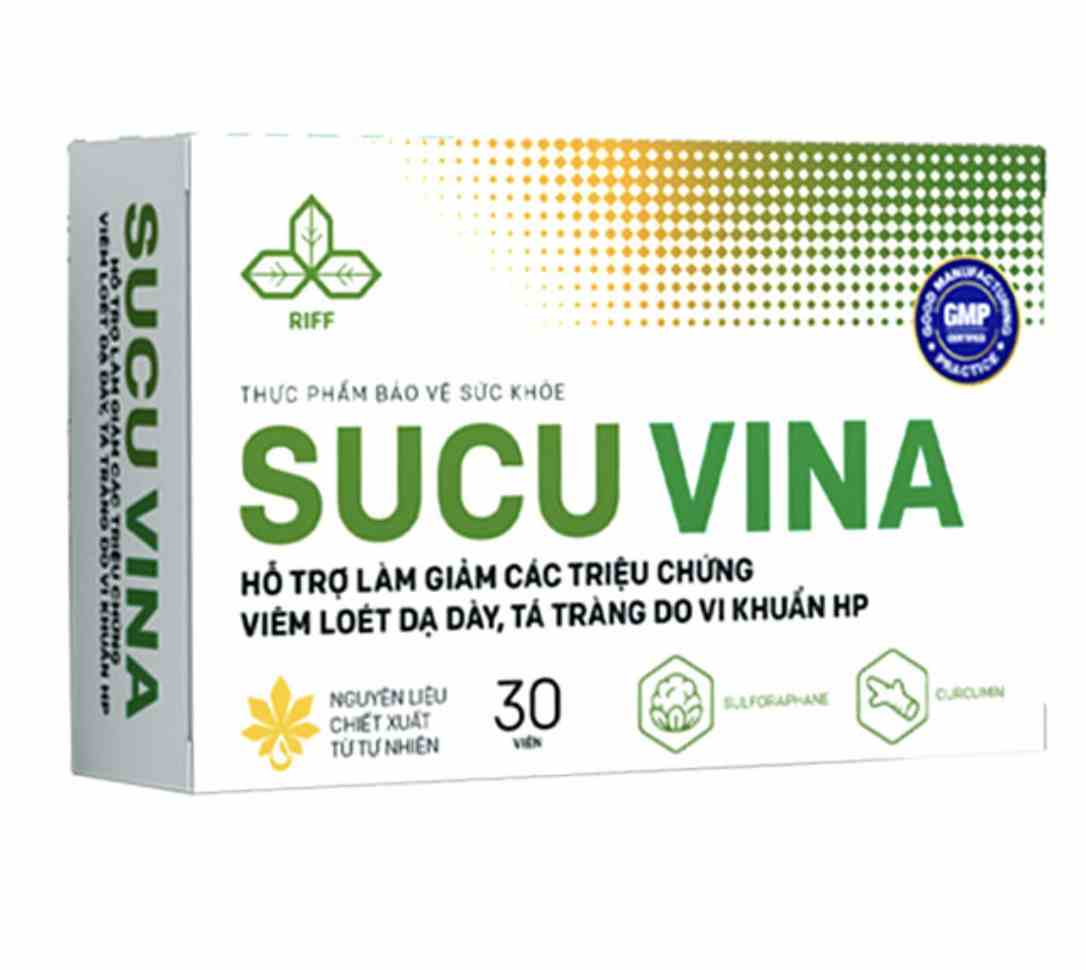 RIFF
GOOD MANUFACTURING
GMP
CERTIFIED
PRACTICE
THỰC PHẨM BẢO VỆ SỨC KHỎE
SUCU VINA
HỖ TRỢ LÀM GIẢM CÁC TRIỆU CHỨNG
VIÊM LOÉT DẠ DÀY, TÁ TRÀNG DO VI KHUẨN HP
NGUYÊN LIỆU
CHIẾT XUẤT
TỪ TỰ NHIÊN
30
VIÊN
SULFORAPHANE
CURCUMIN
SUCU VINA
HỖ TRỢ LÀM GIẢM CÁC TRIỆU CHỨNG
VIÊM LOÉT DẠ DÀY, TÁ TRÀNG DO VI KHUẨN HP